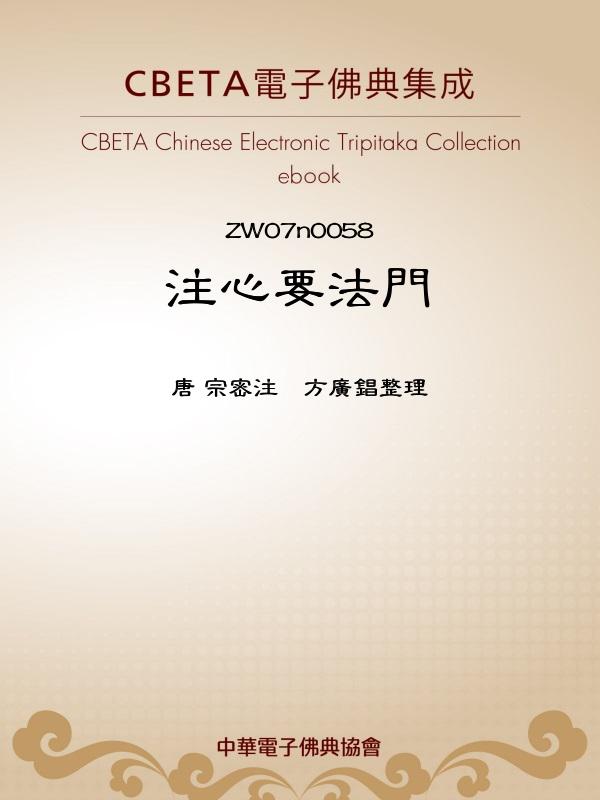 CBETA電子佛典集成
CBETA Chinese Electronic Tripitaka Collection
ebook
ZW07n0058
注心要法門
唐 宗密注　方廣錩整理
中華電子佛典協會